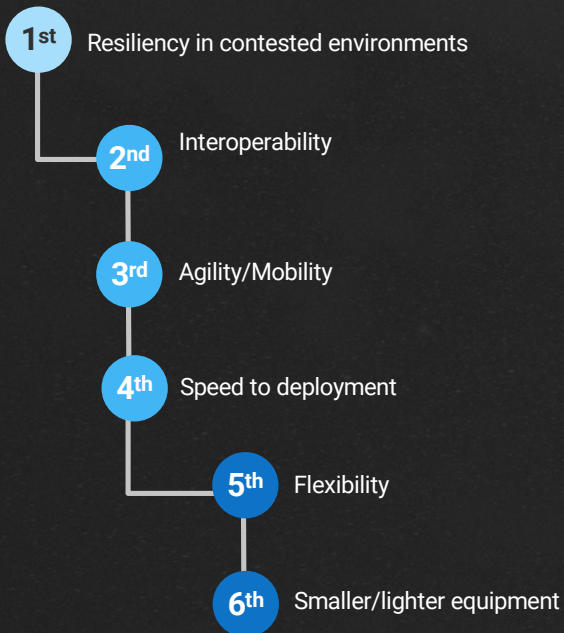 1st Resiliency in contested environments
2nd Interoperability
3rd Agility/Mobility
4th Speed to deployment
5th Flexibility
6th Smaller/lighter equipment